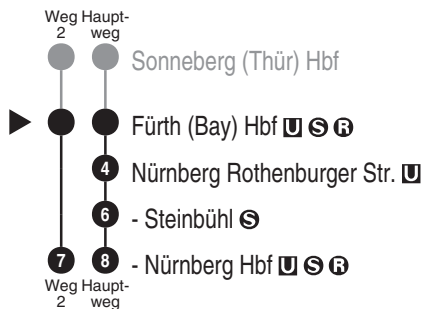 Weg Haupt-
2 weg
Sonneberg (Thür) Hbf
Fürth (Bay) Hbf U S R
4 Nürnberg Rothenburger Str. U
6 - Steinbühl S
7 8 - Nürnberg Hbf U S R
Weg Haupt-
2 weg